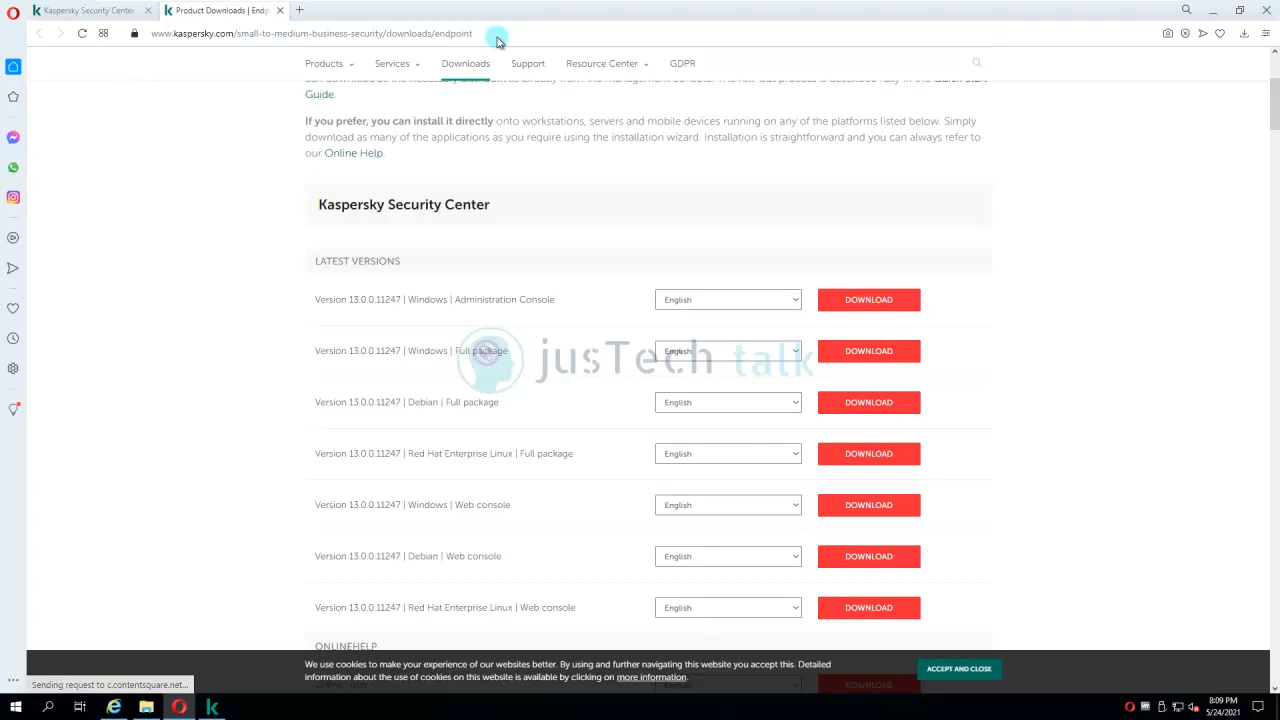 Kaspersky Security Center
Product Downloads | Endp
www.kaspersky.com/small-to-medium-business-security/downloads/endpoint
Products
Services
Downloads
Support
Resource Center
GDPR
Guide.
If you prefer, you can install it directly onto workstations, servers and mobile devices running on any of the platforms listed below. Simply
download as many of the applications as you require using the installation wizard. Installation is straightforward and you can always refer to
our Online Help.
Kaspersky Security Center
LATEST VERSIONS
Version 13.0.0.11247 | Windows | Administration Console
English
DOWNLOAD
Version 13.0.0.11247 | Windows | Full package
English
DOWNLOAD
jusTech talk
Version 13.0.0.11247 | Debian | Full package
English
DOWNLOAD
Version 13.0.0.11247 | Red Hat Enterprise Linux | Full package
English
DOWNLOAD
Version 13.0.0.11247 | Windows | Web console
English
DOWNLOAD
Version 13.0.0.11247 | Debian | Web console
English
DOWNLOAD
Version 13.0.0.11247 | Red Hat Enterprise Linux | Web console
English
DOWNLOAD
ONLINEHELP
We use cookies to make your experience of our websites better. By using and further navigating this website you accept this. Detailed
information about the use of cookies on this website is available by clicking on more information.
ACCEPT AND CLOSE
English
DOWNLOAD
Sending request to c.contentsquare.net...
8:09 PM
5/24/2021